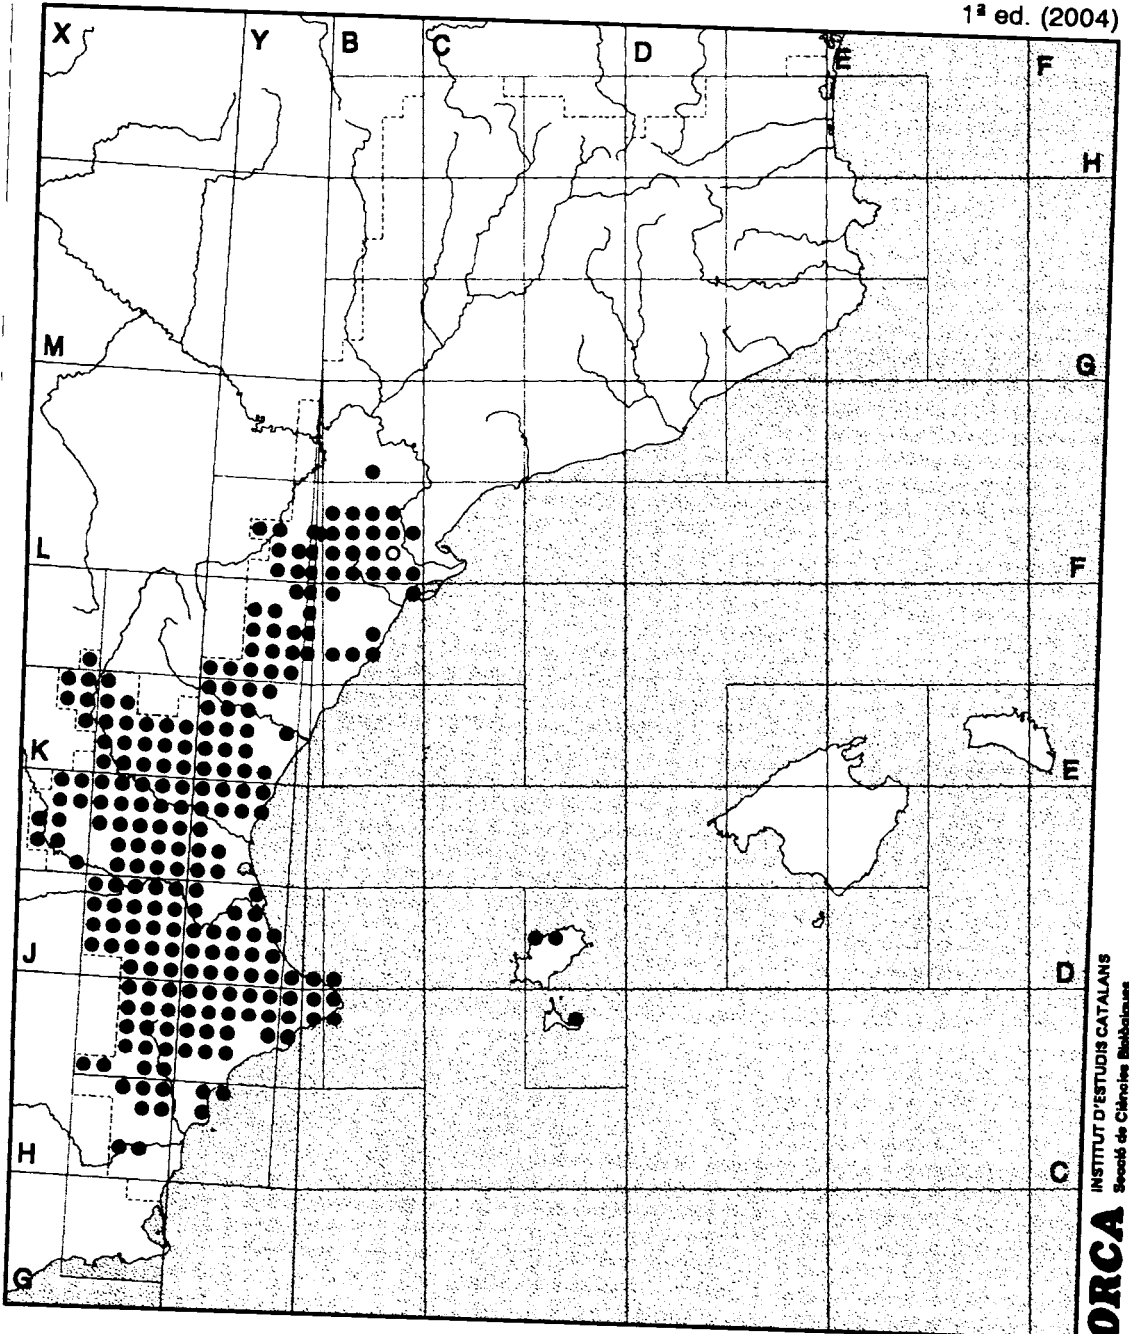 1ª ed. (2004)
X
Y
B
C
D
E
F
H
M
G
L
F
K
E
J
D
H
C
G
INSTITUT D'ESTUDIS CATALANS
Secció de Ciències Biològiques
ORCA